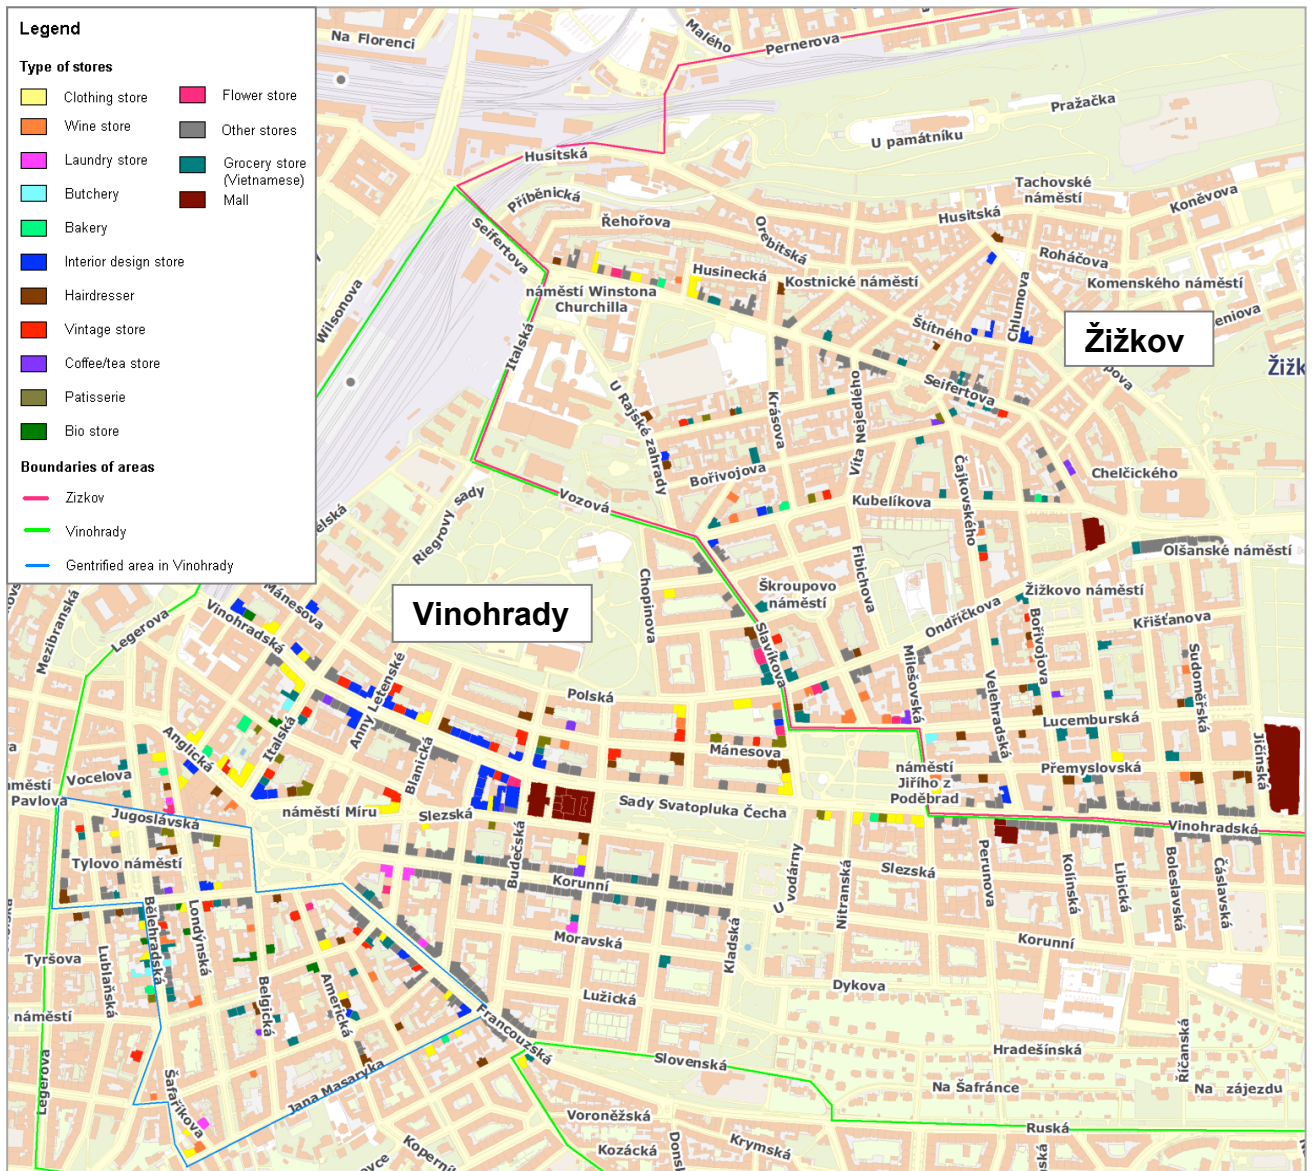 Legend
Type of stores
Clothing store
Wine store
Laundry store
Butchery
Bakery
Interior design store
Hairdresser
Vintage store
Coffee/tea store
Patisserie
Bio store
Flower store
Other stores
Grocery store
(Vietnamese)
Mall
Boundaries of areas
Zizkov
Vinohrady
Gentrified area in Vinohrady
Na Florenci
Malého
Pernerova
Pražačka
U památníku
Husitská
Příběnická
Řehořova
Orebitská
Tachovské
náměstí
Husitská
Koněvova
Roháčova
Seifertova
Husinecká
Kostnické náměstí
Komenského náměstí
náměstí Winstona
Churchilla
Wilsonova
Italská
Štítného
Chlumova
Žižkov
U Rajské zahrady
Krásova
Víta Nejedlého
Seifertova
Bořivojova
Čajkovského
Chelčického
Kubelíkova
Riegrovy sady
Vozová
Olšanské náměstí
Fibichova
Chopinova
Škroupovo
náměstí
Žižkovo náměstí
Ondříčkova
Bořivojova
Křišťanova
Vinohrady
Mánesova
Vinohradská
Mezibranská
Legerova
Slavíkova
Milešovská
Velehradská
Sudoměřská
Anny Letenské
Polská
Lucemburská
Italská
Anglická
Mánesova
Jičínská
Vocelova
Blanická
náměstí
Jiřího z
Poděbrad
Přemyslovská
Pavlova
Jugoslávská
náměstí Míru
Slezská
Sady Svatopluka Čecha
Vinohradská
Tylovo náměstí
Budečská
Korunní
U vodárny
Nitranská
Slezská
Perunova
Kolínská
Libická
Boleslavská
Čáslavská
Bělehradská
Londýnská
Moravská
Kladská
Korunní
Tyršova
Lublaňská
Belgická
Americká
Lužická
Dykova
náměstí
Francouzská
Hradešínská
Říčanská
Slovenská
Legerova
Šafaříkova
Jana Masaryka
Na Šafránce
Na zájezdu
Voroněžská
Krymská
Ruská
Kozácká